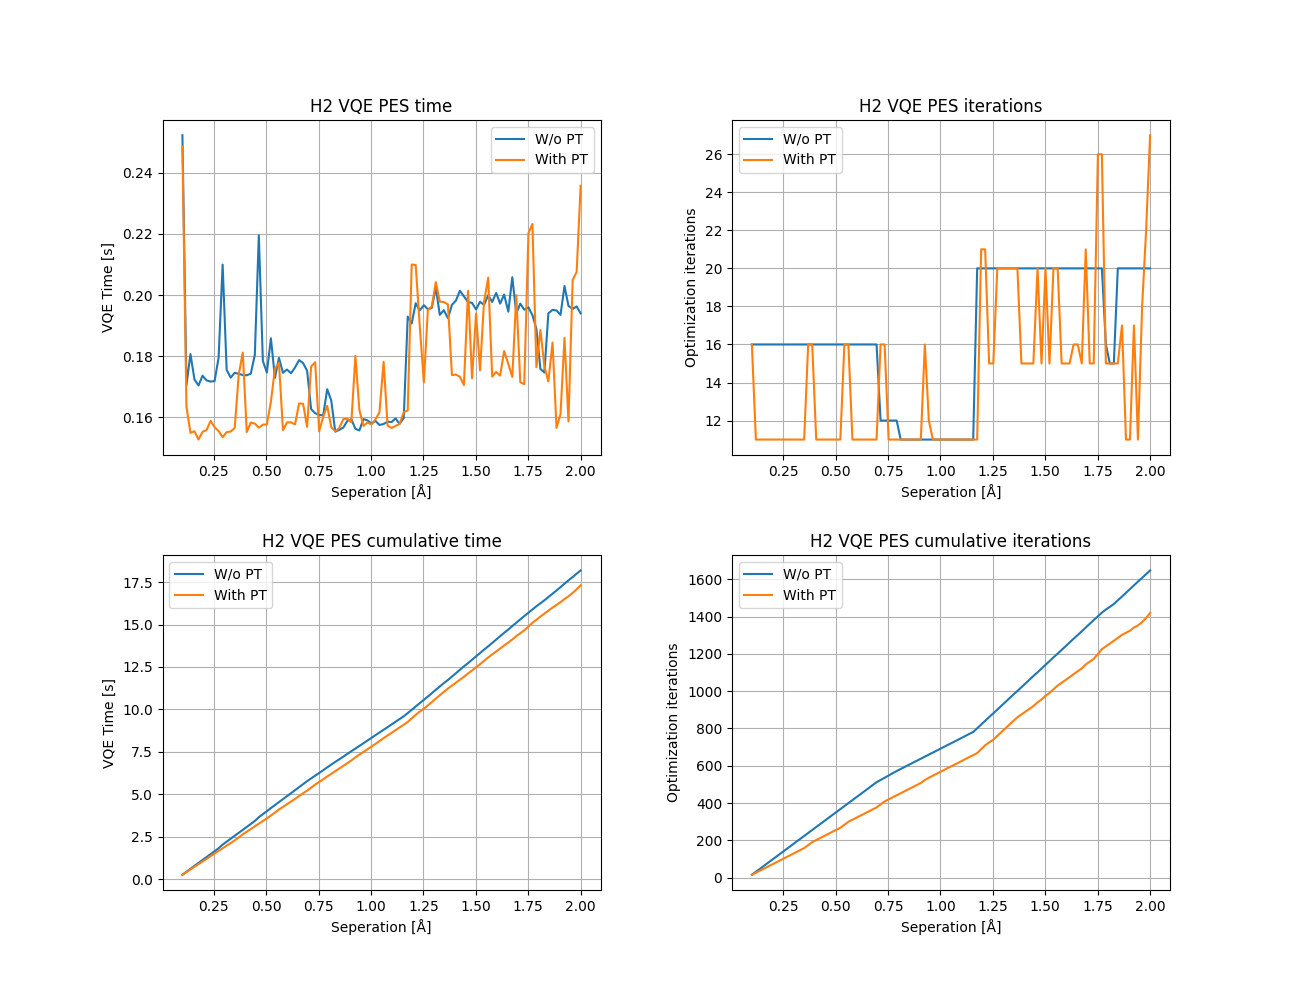 H2 VQE PES time
W/o PT
With PT
VQE Time [s]
0.24
0.22
0.20
0.18
0.16
0.25 0.50 0.75 1.00 1.25 1.50 1.75 2.00
Seperation [Å]
H2 VQE PES iterations
W/o PT
With PT
Optimization iterations
26
24
22
20
18
16
14
12
0.25 0.50 0.75 1.00 1.25 1.50 1.75 2.00
Seperation [Å]
H2 VQE PES cumulative time
W/o PT
With PT
VQE Time [s]
17.5
15.0
12.5
10.0
7.5
5.0
2.5
0.0
0.25 0.50 0.75 1.00 1.25 1.50 1.75 2.00
Seperation [Å]
H2 VQE PES cumulative iterations
W/o PT
With PT
Optimization iterations
1600
1400
1200
1000
800
600
400
200
0
0.25 0.50 0.75 1.00 1.25 1.50 1.75 2.00
Seperation [Å]